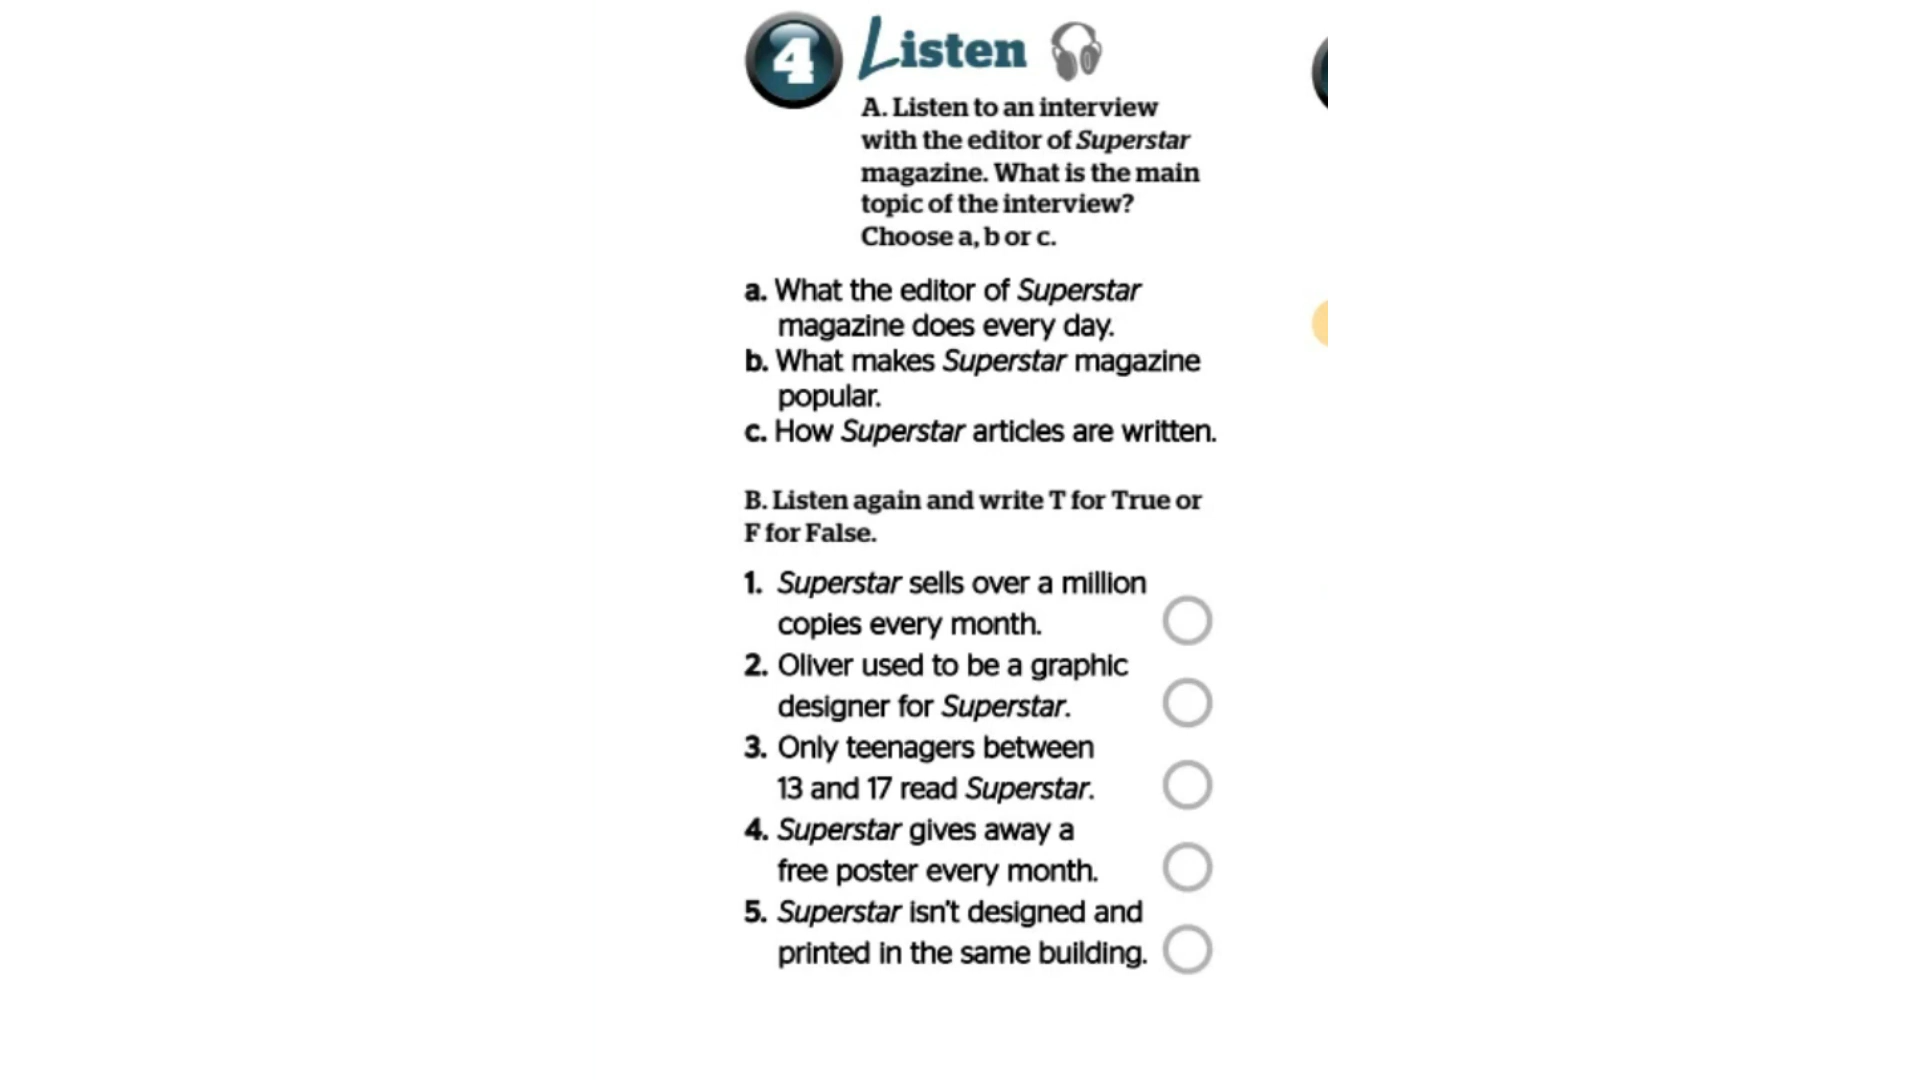 4 Listen
A. Listen to an interview
with the editor of Superstar
magazine. What is the main
topic of the interview?
Choose a, b or c.
a. What the editor of Superstar
magazine does every day.
b. What makes Superstar magazine
popular.
c. How Superstar articles are written.
B. Listen again and write T for True or
F for False.
1. Superstar sells over a million
copies every month.
2. Oliver used to be a graphic
designer for Superstar.
3. Only teenagers between
13 and 17 read Superstar.
4. Superstar gives away a
free poster every month.
5. Superstar isn't designed and
printed in the same building.